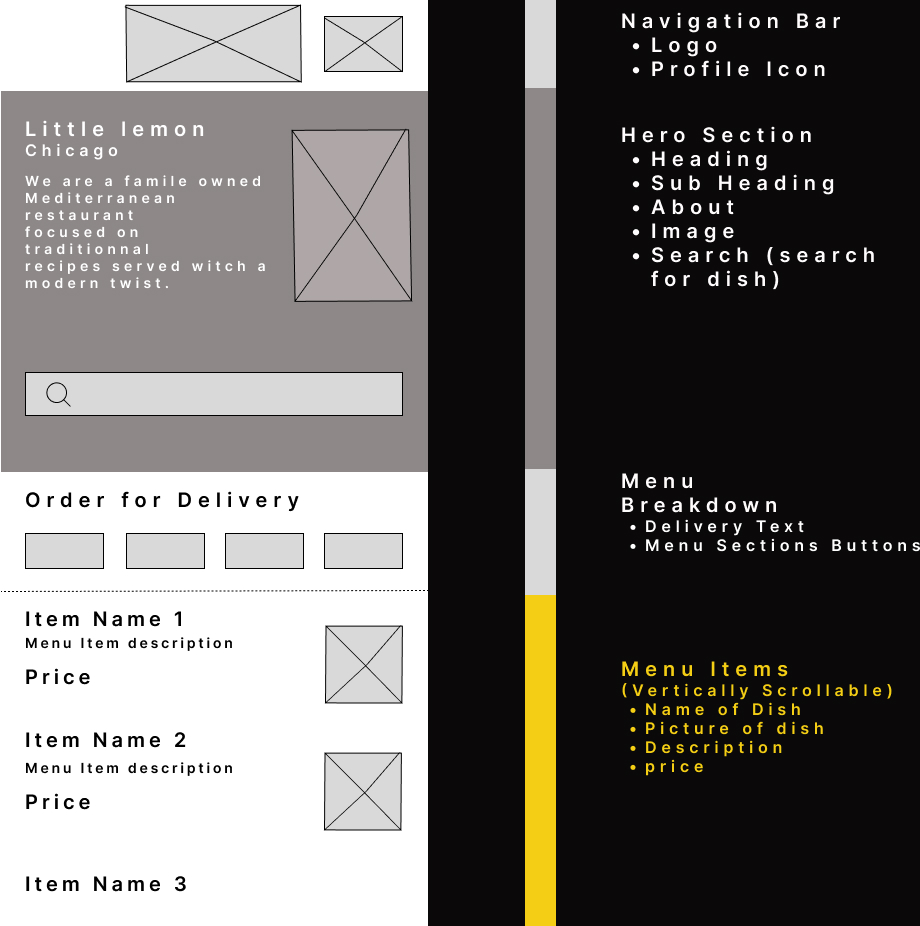 Little lemon
Chicago
We are a famile owned
Mediterranean
restaurant
focused on
traditionnal
recipes served witch a
modern twist.
Order for Delivery
Item Name 1
Menu Item description
Price
Item Name 2
Menu Item description
Price
Item Name 3
Navigation Bar
• Logo
• Profile Icon
Hero Section
• Heading
• Sub Heading
• About
• Image
• Search (search
for dish)
Menu
Breakdown
• Delivery Text
• Menu Sections Buttons
Menu Items
(Vertically Scrollable)
• Name of Dish
• Picture of dish
• Description
• price